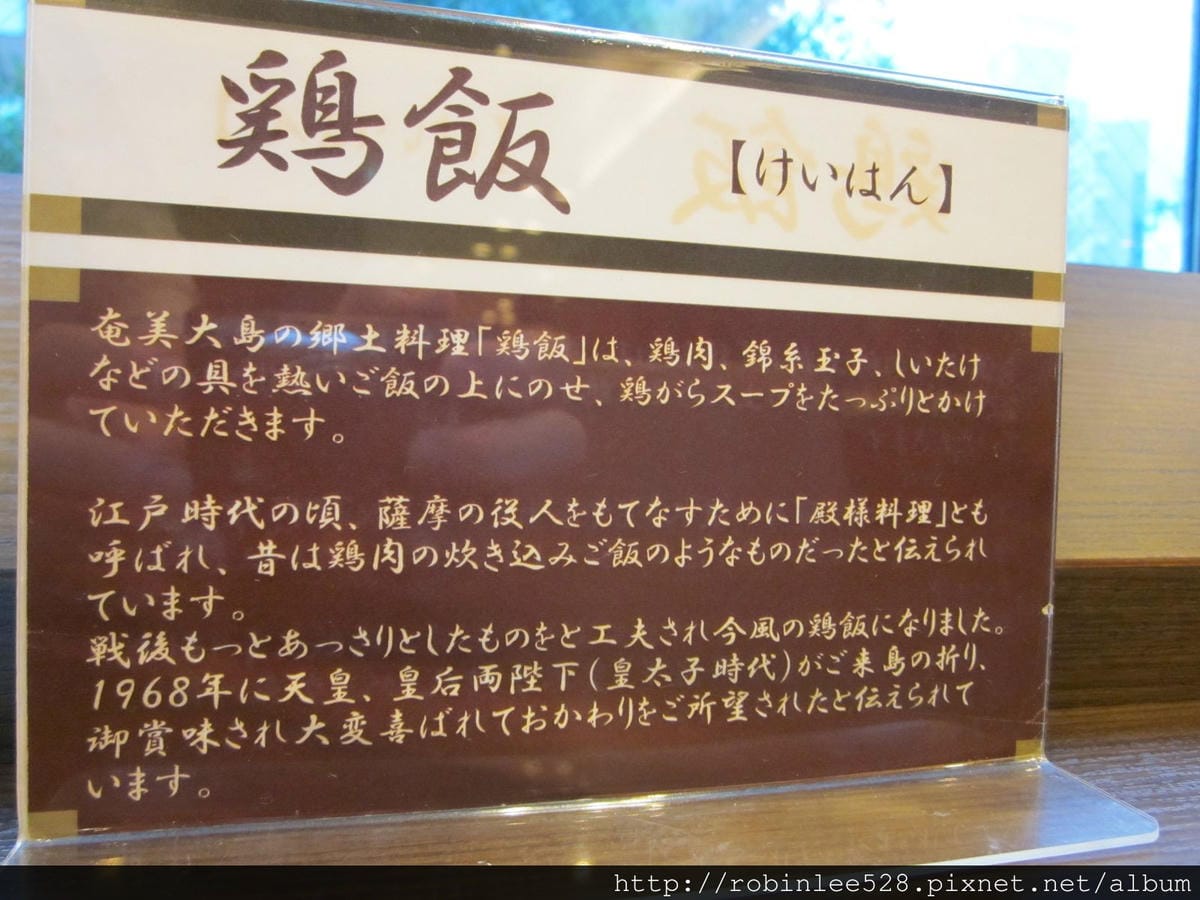 鶏飯
【けいはん】
奄美大島の郷土料理「鶏飯」は、鶏肉、錦糸玉子、しいたけ
などの具を熱いご飯の上にのせ、鶏がらスープをたっぷりとかけ
ていただきます。
江戸時代の頃、薩摩の役人をもてなすために「殿様料理」とも
呼ばれ、昔は鶏肉の炊き込みご飯のようなものだったと伝えられ
ています。
戦後もっとあっさりとしたものをと工夫され今風の鶏飯になりました。
1968年に天皇、皇后両陛下(皇太子時代)がご来島の折り、
御賞味され大変喜ばれておかわりをご所望されたと伝えられて
います。
http://robinlee528.pixnet.net/album